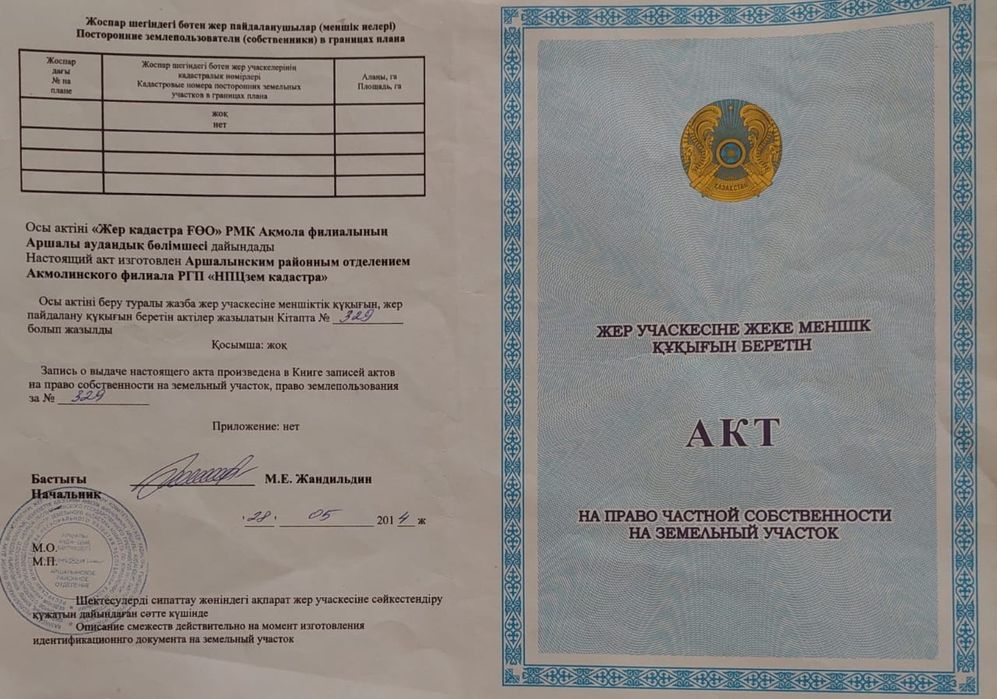 Жоспар шегіндегі бөтен жер пайдаланушылар (меншік иелері)
Посторонние землепользователи (собственники) в границах плана
Жоспар
дағы
№ на
плане
Жоспар шегіндегі бөтен жер учаскелерінің
кадастралық нөмірлері
Кадастровые номера посторонних земельных
участков в границах плана
Алаңы, га
Площадь, га
жоқ
нет
Осы актіні «Жер кадастра ҒӨО» РМК Ақмола филиалының
Аршалы аудандық бөлімшесі дайындады
Настоящий акт изготовлен Аршалынским районным отделением
Акмолинского филиала РГП «НПЦзем кадастра»
Осы актіні беру туралы жазба жер учаскесіне меншіктік құқығын, жер
пайдалану құқығын беретін актілер жазылатын Кітапта № 329
болып жазылды
Қосымша: жоқ
Запись о выдаче настоящего акта произведена в Книге записей актов
на право собственности на земельный участок, право землепользования
за № 329
Приложение: нет
Бастығы
Начальник
М.Е. Жандильдин
28. 05 2014 ж
М.О.
М.П.
АРШАЛЫНСКОЕ
РАЙОННОЕ
ОТДЕЛЕНИЕ
Шектесулерді сипаттау жөніндегі ақпарат жер учаскесіне сәйкестендіру
құжатын дайындаған сәтте күшінде
Описание смежеств действительно на момент изготовления
идентификационнго документа на земельный участок
ҚАЗАҚСТАН
ЖЕР УЧАСКЕСІНЕ ЖЕКЕ МЕНШІК
ҚҰҚЫҒЫН БЕРЕТІН
АКТ
НА ПРАВО ЧАСТНОЙ СОБСТВЕННОСТИ
НА ЗЕМЕЛЬНЫЙ УЧАСТОК